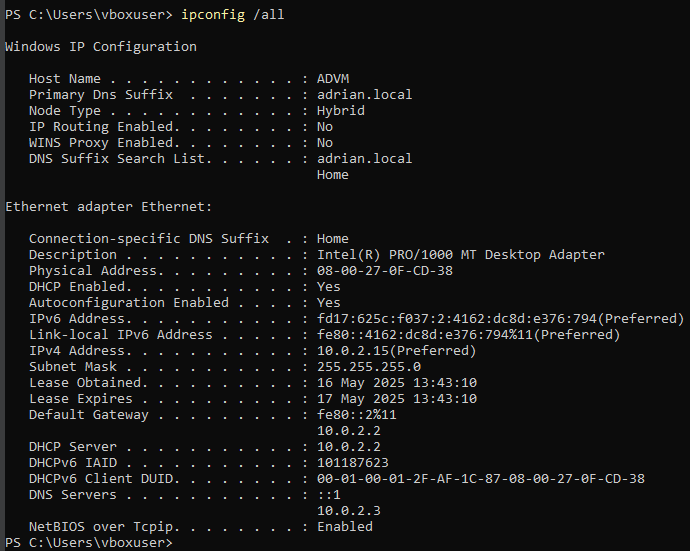 PS C:\Users\vboxuser> ipconfig /all
Windows IP Configuration
Host Name . . . . . . . . . . . . : ADVM
Primary Dns Suffix  . . . . . . . : adrian.local
Node Type . . . . . . . . . . . . : Hybrid
IP Routing Enabled. . . . . . . . : No
WINS Proxy Enabled. . . . . . . . : No
DNS Suffix Search List. . . . . . : adrian.local
Home
Ethernet adapter Ethernet:
Connection-specific DNS Suffix  . : Home
Description . . . . . . . . . . . : Intel(R) PRO/1000 MT Desktop Adapter
Physical Address. . . . . . . . . : 08-00-27-0F-CD-38
DHCP Enabled. . . . . . . . . . . : Yes
Autoconfiguration Enabled . . . . : Yes
IPv6 Address. . . . . . . . . . . : fd17:625c:f037:2:4162:dc8d:e376:794(Preferred)
Link-local IPv6 Address . . . . . : fe80::4162:dc8d:e376:794%11(Preferred)
IPv4 Address. . . . . . . . . . . : 10.0.2.15(Preferred)
Subnet Mask . . . . . . . . . . . : 255.255.255.0
Lease Obtained. . . . . . . . . . : 16 May 2025 13:43:10
Lease Expires . . . . . . . . . . : 17 May 2025 13:43:10
Default Gateway . . . . . . . . . : fe80::2%11
10.0.2.2
DHCP Server . . . . . . . . . . . : 10.0.2.2
DHCPv6 IAID . . . . . . . . . . . : 101187623
DHCPv6 Client DUID. . . . . . . . : 00-01-00-01-2F-AF-1C-87-08-00-27-0F-CD-38
DNS Servers . . . . . . . . . . . : ::1
10.0.2.3
NetBIOS over Tcpip. . . . . . . . : Enabled
PS C:\Users\vboxuser>